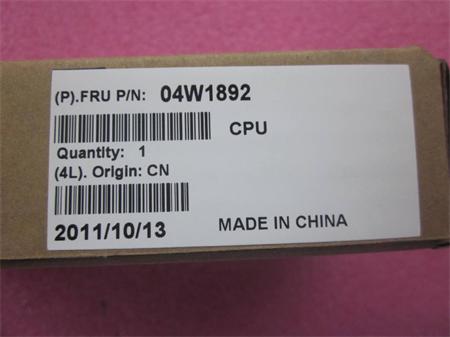 (P).FRU P/N: 04W1892
CPU
Quantity: 1
(4L). Origin: CN
2011/10/13 MADE IN CHINA